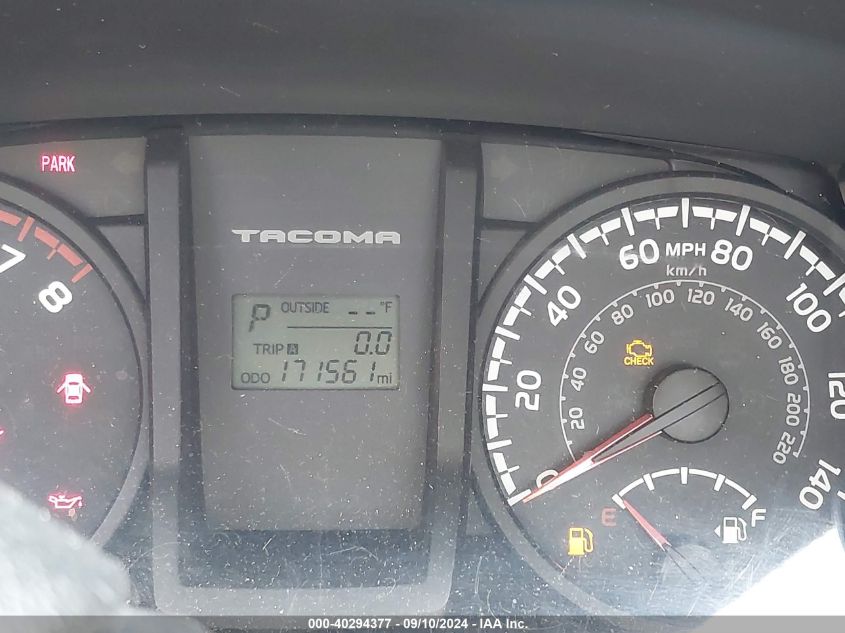 PARK
TACOMA
P OUTSIDE -- °F
TRIP A 0.0
ODO 171561 mi
7
8
0
20
40
60
MPH
80
100
120
140
km/h
20
40
60
80
100
120
140
160
180
200
220
CHECK
E
F
000-40294377 - 09/10/2024 - IAA Inc.